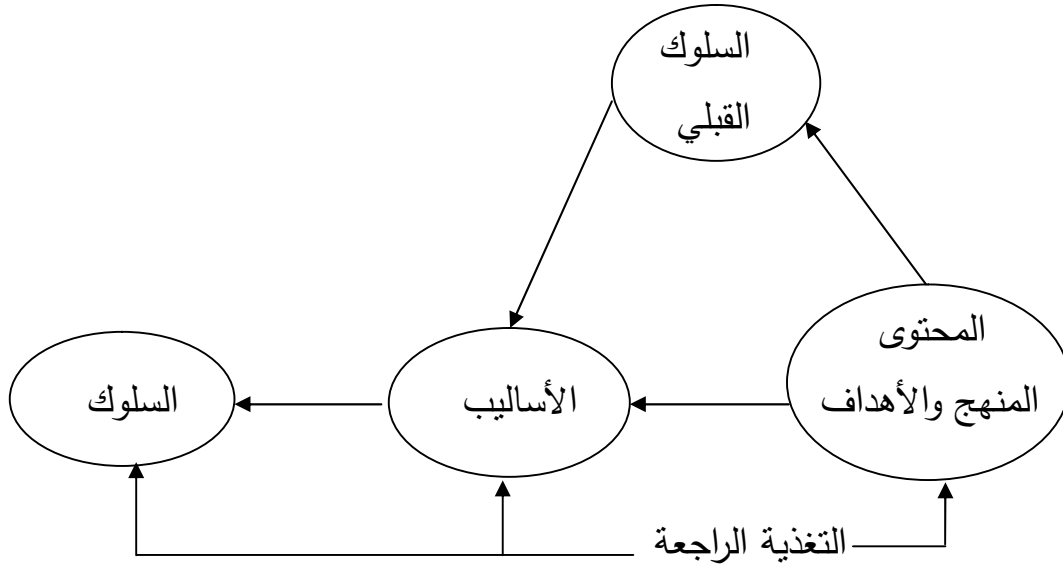 السلوك
القبلي
المحتوى
المنهج والأهداف
الأساليب
السلوك
التغذية الراجعة